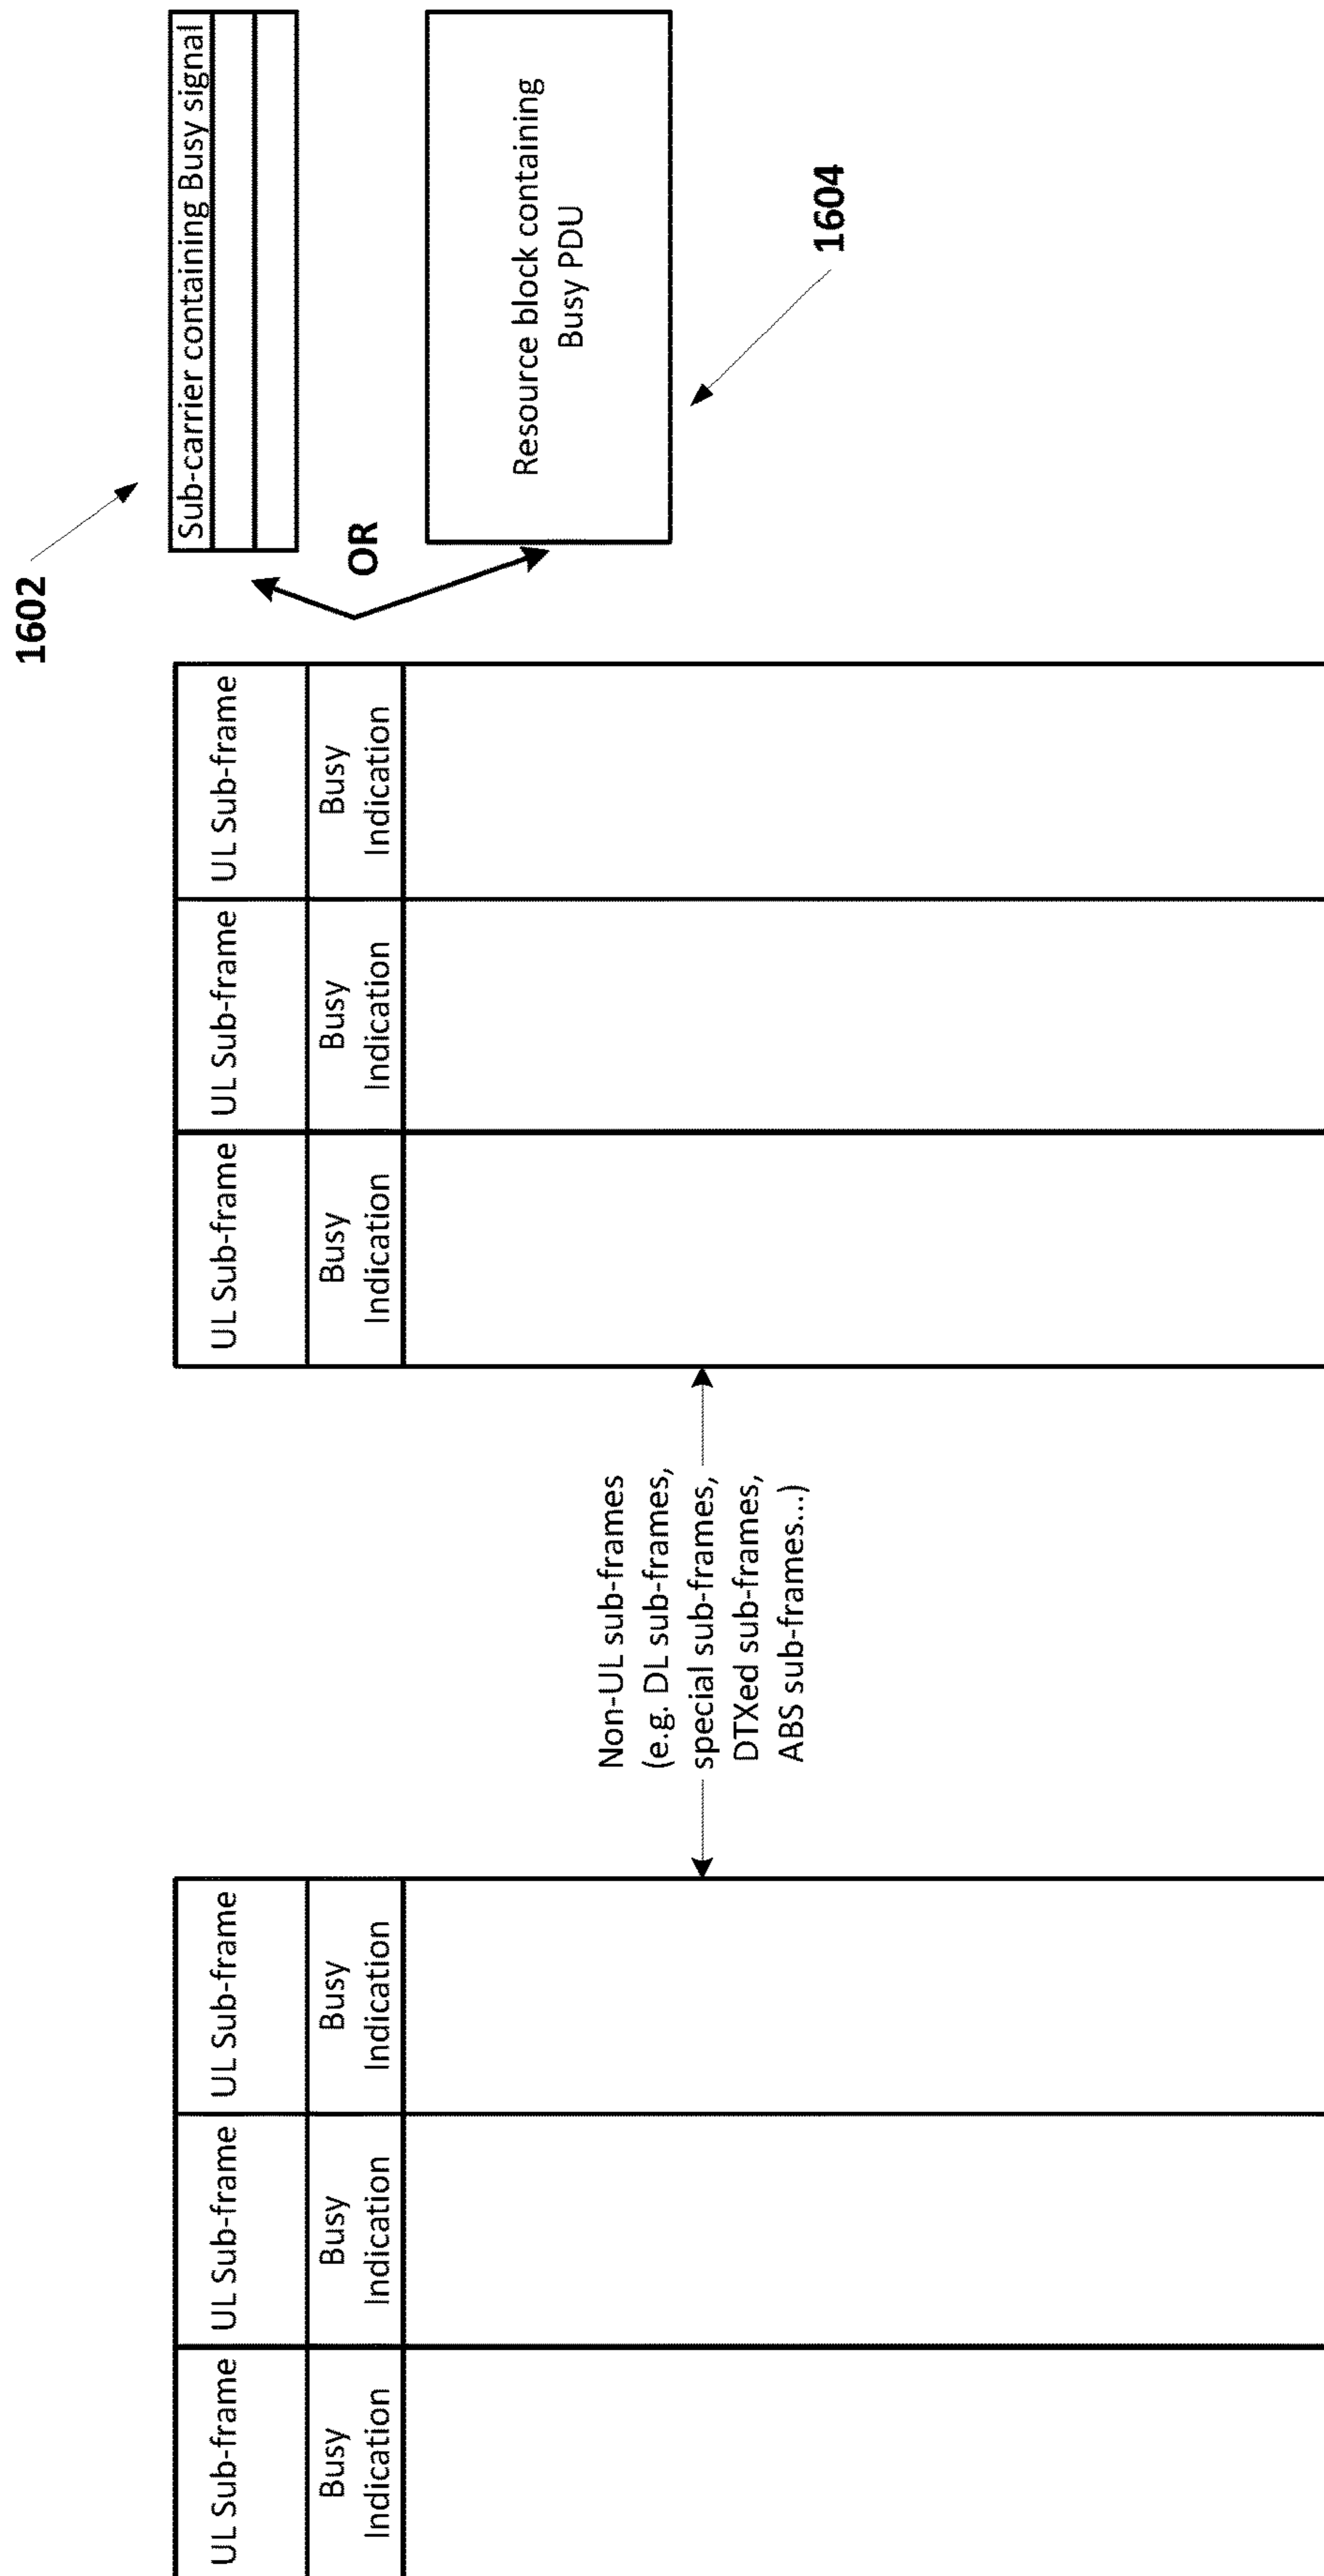 UL Sub-frame
UL Sub-frame
UL Sub-frame
Busy
Indication
Busy
Indication
Busy
Indication
Non-UL sub-frames
(e.g. DL sub-frames,
special sub-frames,
DTXed sub-frames,
ABS sub-frames...)
UL Sub-frame
UL Sub-frame
UL Sub-frame
Busy
Indication
Busy
Indication
Busy
Indication
1602
Sub-carrier containing Busy signal
OR
Resource block containing
Busy PDU
1604